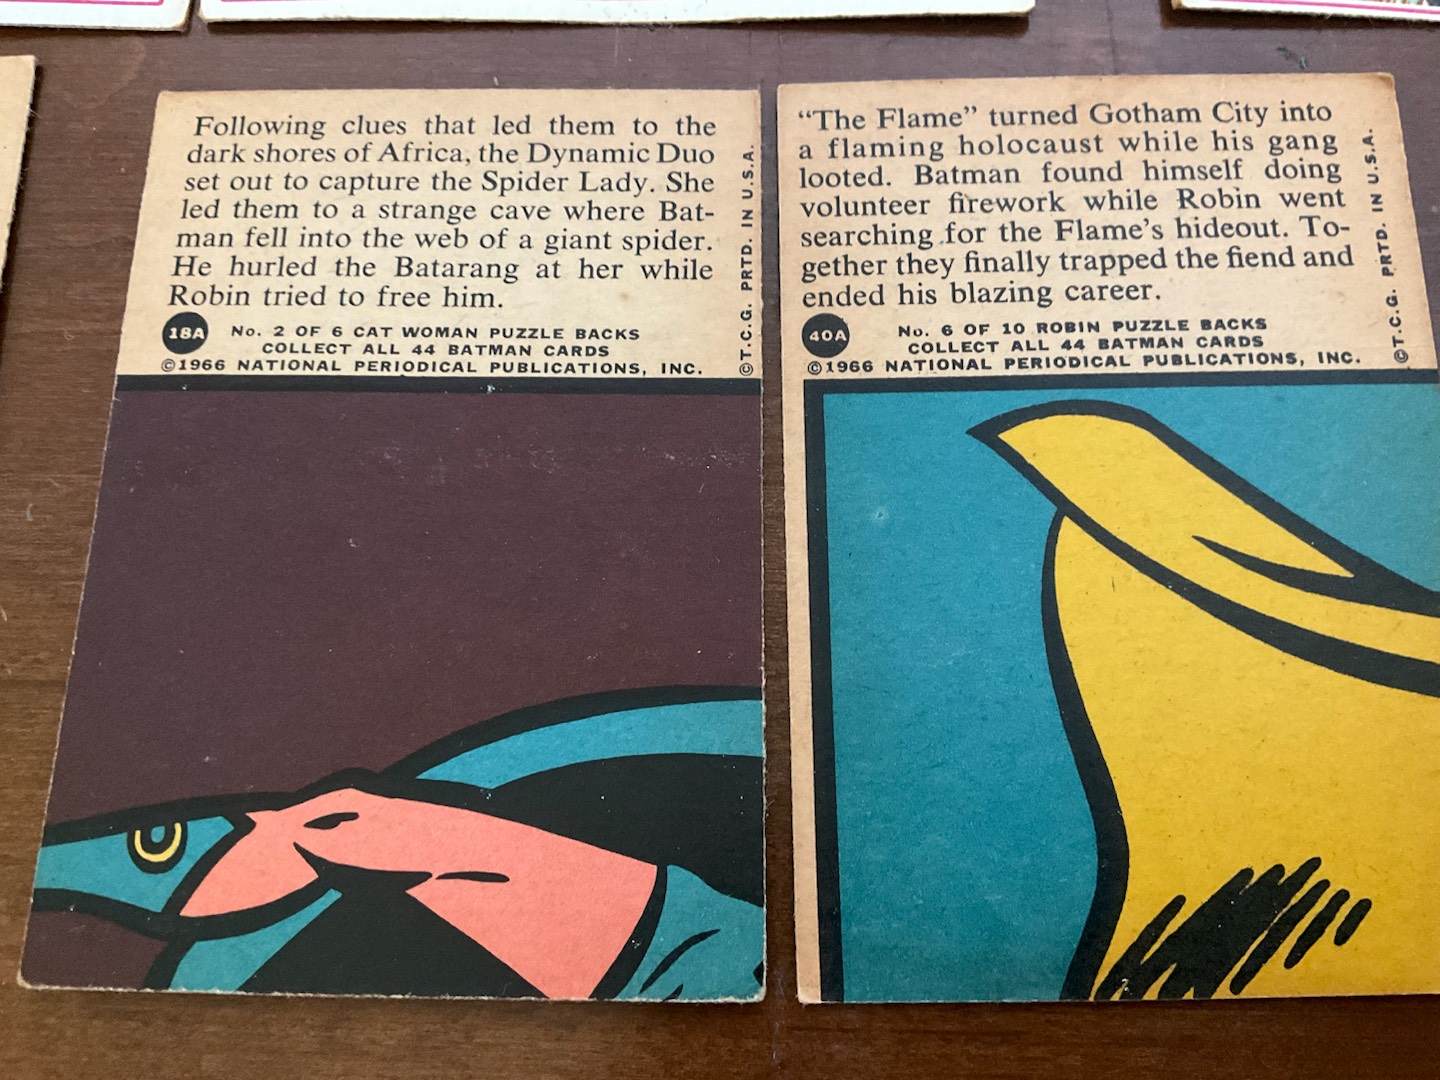 Following clues that led them to the
dark shores of Africa, the Dynamic Duo
set out to capture the Spider Lady. She
led them to a strange cave where Bat-
man fell into the web of a giant spider.
He hurled the Batarang at her while
Robin tried to free him.
18A
No. 2 OF 6 CAT WOMAN PUZZLE BACKS
COLLECT ALL 44 BATMAN CARDS
©1966 NATIONAL PERIODICAL PUBLICATIONS, INC.
©T.C.G. PRTD. IN U.S.A.
“The Flame” turned Gotham City into
a flaming holocaust while his gang
looted. Batman found himself doing
volunteer firework while Robin went
searching for the Flame's hideout. To-
gether they finally trapped the fiend and
ended his blazing career.
40A
No. 6 OF 10 ROBIN PUZZLE BACKS
COLLECT ALL 44 BATMAN CARDS
©1966 NATIONAL PERIODICAL PUBLICATIONS, INC.
©T.C.G. PRTD. IN U.S.A.